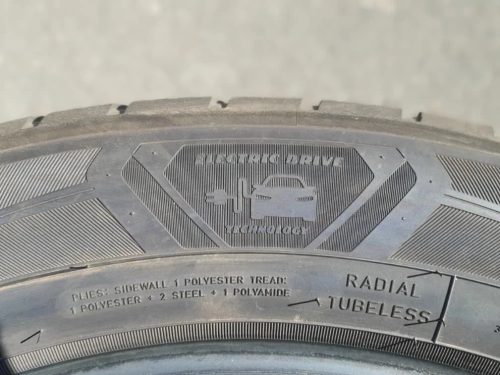 ELECTRIC DRIVE
TECHNOLOGY
PLIES: SIDEWALL 1 POLYESTER TREAD:
1 POLYESTER + 2 STEEL + 1 POLYAMIDE
RADIAL
TUBELESS